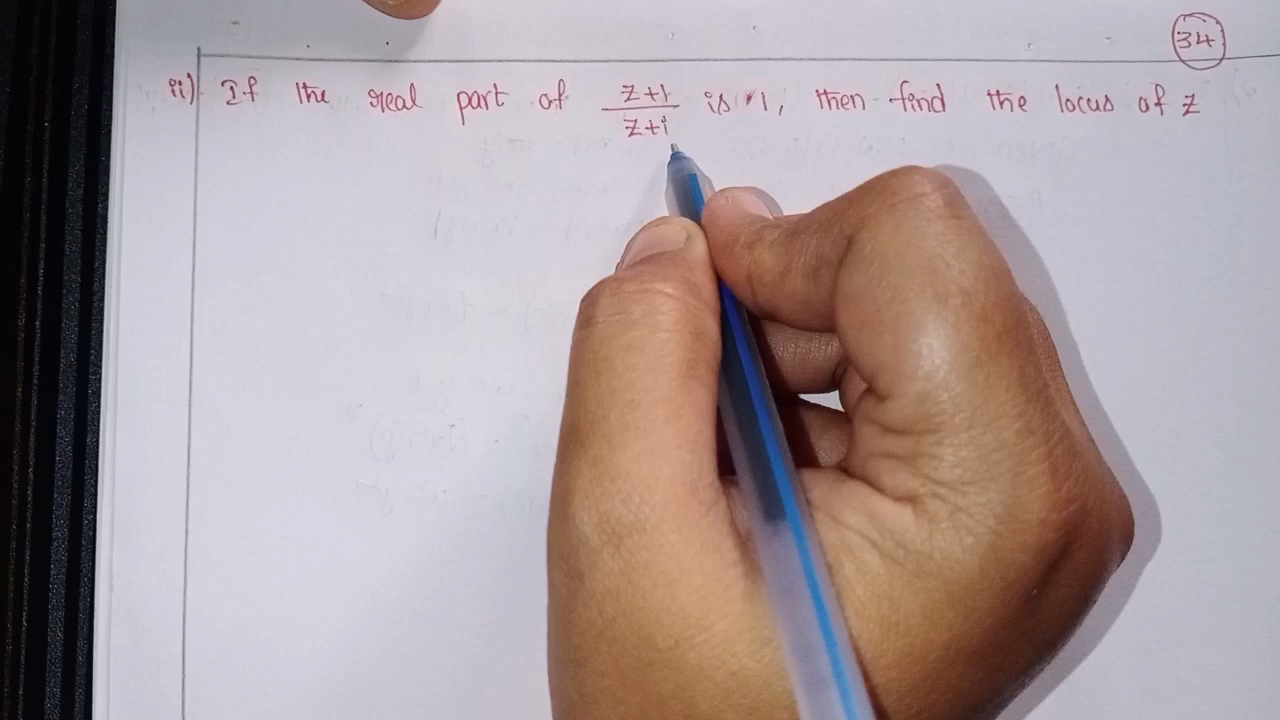 34
ii) If the real part of z+1/z+i is 1, then find the locus of z